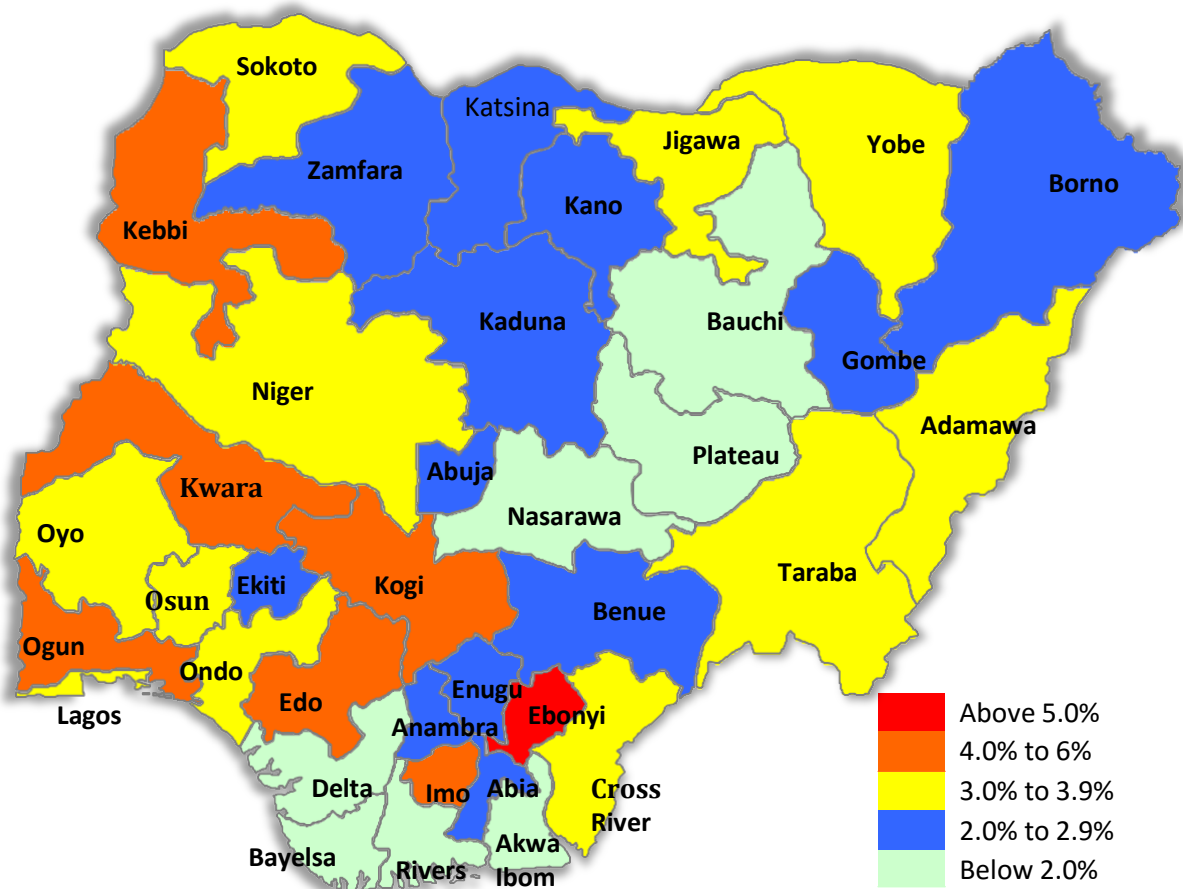 Sokoto
Katsina
Jigawa
Yobe
Zamfara
Borno
Kano
Kebbi
Kaduna
Bauchi
Gombe
Niger
Adamawa
Plateau
Abuja
Kwara
Nasarawa
Oyo
Taraba
Ekiti
Kogi
Osun
Benue
Ogun
Ondo
Enugu
Edo
Ebonyi
Lagos
Anambra
Delta
Imo
Abia
Cross
River
Akwa
Ibom
Bayelsa
Rivers
Above 5.0%
4.0% to 6%
3.0% to 3.9%
2.0% to 2.9%
Below 2.0%